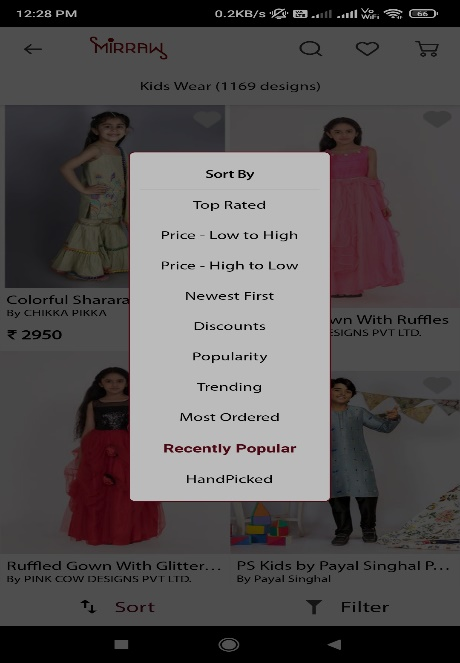 12:28 PM 0.2KB/s Vo WiFi 66
MIRRAW
Kids Wear (1169 designs)
Sort By
Top Rated
Price - Low to High
Price - High to Low
Newest First
Discounts
Popularity
Trending
Most Ordered
Recently Popular
HandPicked
Colorful Sharara
By CHIKKA PIKKA
₹ 2950
wn With Ruffles
ESIGNS PVT LTD.
Ruffled Gown With Glitter...
By PINK COW DESIGNS PVT LTD.
PS Kids by Payal Singhal P...
By Payal Singhal
Sort
Filter